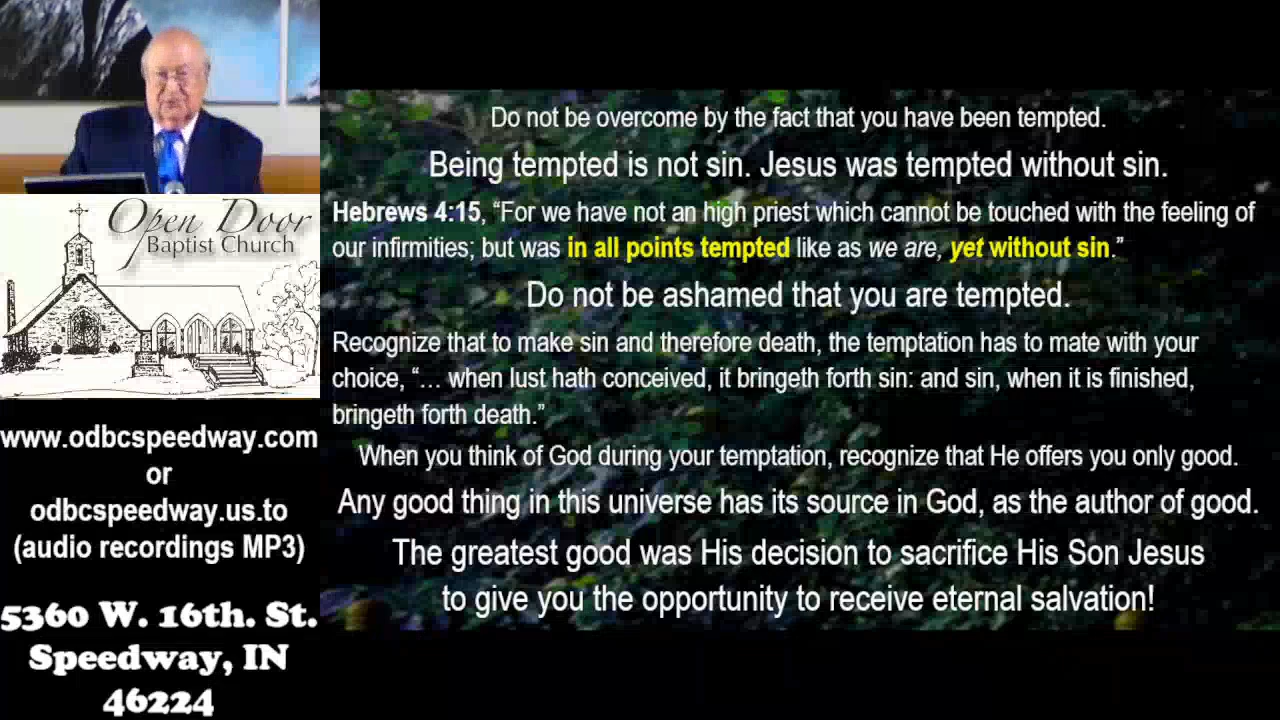 Open Door
Baptist Church
www.odbcspeedway.com
or
odbcspeedway.us.to
(audio recordings MP3)
5360 W. 16th. St.
Speedway, IN
46224
Do not be overcome by the fact that you have been tempted.
Being tempted is not sin. Jesus was tempted without sin.
Hebrews 4:15, “For we have not an high priest which cannot be touched with the feeling of
our infirmities; but was in all points tempted like as we are, yet without sin.”
Do not be ashamed that you are tempted.
Recognize that to make sin and therefore death, the temptation has to mate with your
choice, “… when lust hath conceived, it bringeth forth sin: and sin, when it is finished,
bringeth forth death.”
When you think of God during your temptation, recognize that He offers you only good.
Any good thing in this universe has its source in God, as the author of good.
The greatest good was His decision to sacrifice His Son Jesus
to give you the opportunity to receive eternal salvation!